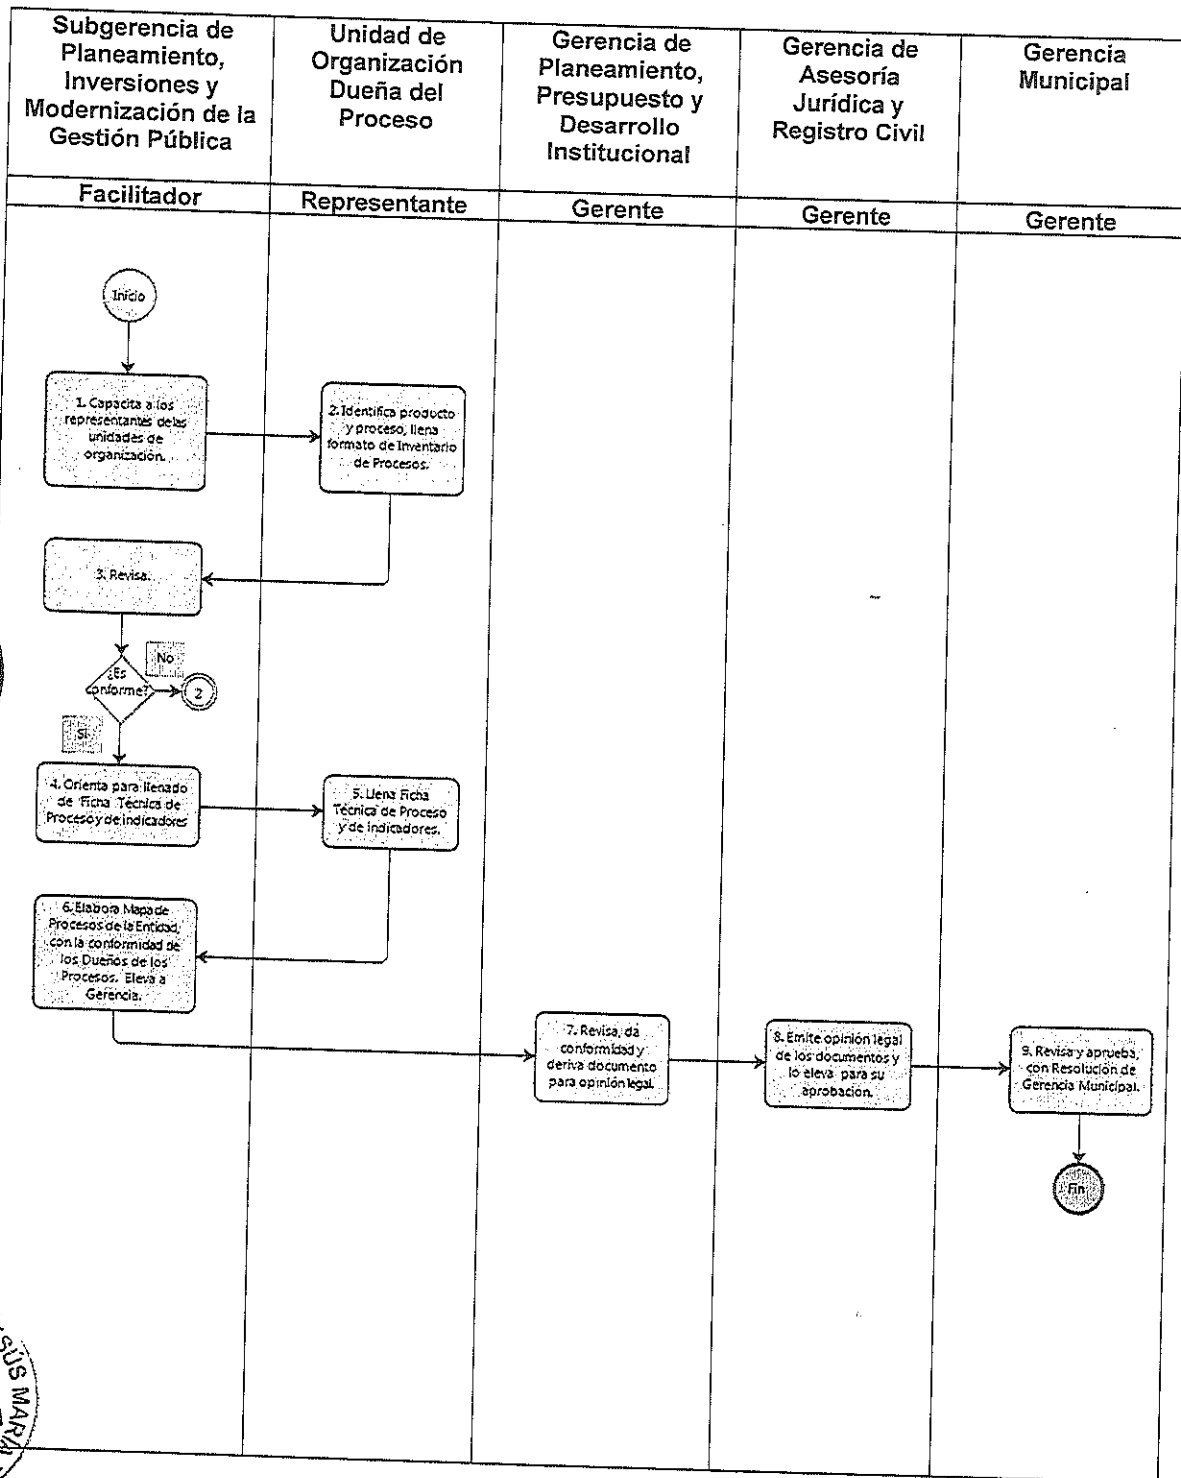 Subgerencia de
Planeamiento,
Inversiones y
Modernización de la
Gestión Pública
Unidad de
Organización
Dueña del
Proceso
Gerencia de
Planeamiento,
Presupuesto y
Desarrollo
Institucional
Gerencia de
Asesoría
Jurídica y
Registro Civil
Gerencia
Municipal
Facilitador
Representante
Gerente
Gerente
Gerente
Inicio
1. Capacita a los
representantes de las
unidades de
organización.
2. Identifica producto
y proceso, llena
formato de Inventario
de Procesos.
3. Revisa.
¿Es
conforme?
No
2
Si
4. Orienta para llenado
de Ficha Técnica de
Proceso y de indicadores
5. Llena Ficha
Técnica de Proceso
y de indicadores.
6. Elabora Mapa de
Procesos de la Entidad,
con la conformidad de
los Dueños de los
Procesos. Eleva a
Gerencia.
7. Revisa, da
conformidad y
deriva documento
para opinión legal.
8. Emite opinión legal
de los documentos y
lo eleva para su
aprobación.
9. Revisa y aprueba,
con Resolución de
Gerencia Municipal.
Fin
SÚS MARÍA